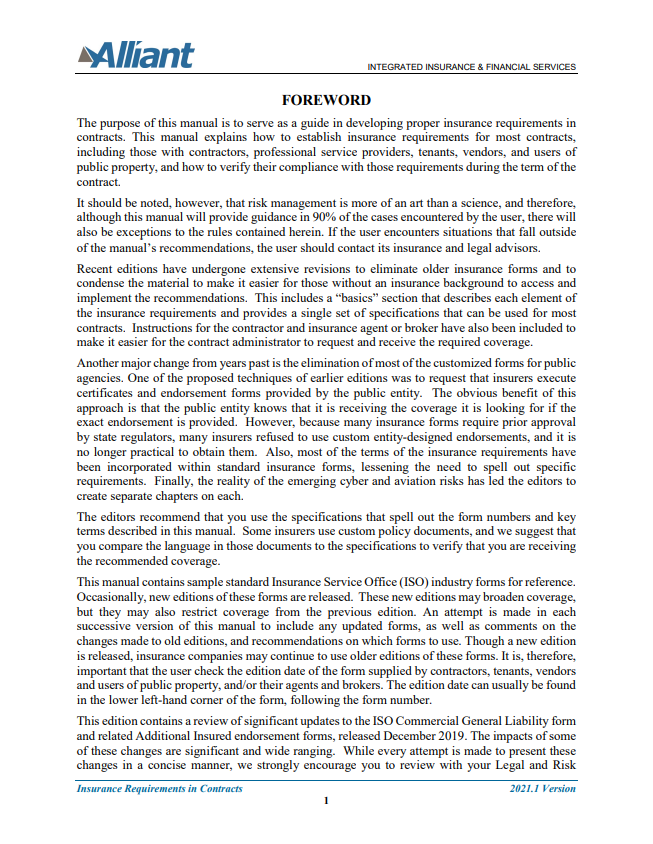 Alliant
INTEGRATED INSURANCE & FINANCIAL SERVICES
FOREWORD
The purpose of this manual is to serve as a guide in developing proper insurance requirements in
contracts. This manual explains how to establish insurance requirements for most contracts,
including those with contractors, professional service providers, tenants, vendors, and users of
public property, and how to verify their compliance with those requirements during the term of the
contract.
It should be noted, however, that risk management is more of an art than a science, and therefore,
although this manual will provide guidance in 90% of the cases encountered by the user, there will
also be exceptions to the rules contained herein. If the user encounters situations that fall outside
of the manual's recommendations, the user should contact its insurance and legal advisors.
Recent editions have undergone extensive revisions to eliminate older insurance forms and to
condense the material to make it easier for those without an insurance background to access and
implement the recommendations. This includes a “basics” section that describes each element of
the insurance requirements and provides a single set of specifications that can be used for most
contracts. Instructions for the contractor and insurance agent or broker have also been included to
make it easier for the contract administrator to request and receive the required coverage.
Another major change from years past is the elimination of most of the customized forms for public
agencies. One of the proposed techniques of earlier editions was to request that insurers execute
certificates and endorsement forms provided by the public entity. The obvious benefit of this
approach is that the public entity knows that it is receiving the coverage it is looking for if the
exact endorsement is provided. However, because many insurance forms require prior approval
by state regulators, many insurers refused to use custom entity-designed endorsements, and it is
no longer practical to obtain them. Also, most of the terms of the insurance requirements have
been incorporated within standard insurance forms, lessening the need to spell out specific
requirements. Finally, the reality of the emerging cyber and aviation risks has led the editors to
create separate chapters on each.
The editors recommend that you use the specifications that spell out the form numbers and key
terms described in this manual. Some insurers use custom policy documents, and we suggest that
you compare the language in those documents to the specifications to verify that you are receiving
the recommended coverage.
This manual contains sample standard Insurance Service Office (ISO) industry forms for reference.
Occasionally, new editions of these forms are released. These new editions may broaden coverage,
but they may also restrict coverage from the previous edition. An attempt is made in each
successive version of this manual to include any updated forms, as well as comments on the
changes made to old editions, and recommendations on which forms to use. Though a new edition
is released, insurance companies may continue to use older editions of these forms. It is, therefore,
important that the user check the edition date of the form supplied by contractors, tenants, vendors
and users of public property, and/or their agents and brokers. The edition date can usually be found
in the lower left-hand corner of the form, following the form number.
This edition contains a review of significant updates to the ISO Commercial General Liability form
and related Additional Insured endorsement forms, released December 2019. The impacts of some
of these changes are significant and wide ranging. While every attempt is made to present these
changes in a concise manner, we strongly encourage you to review with your Legal and Risk
Insurance Requirements in Contracts
2021.1 Version
1